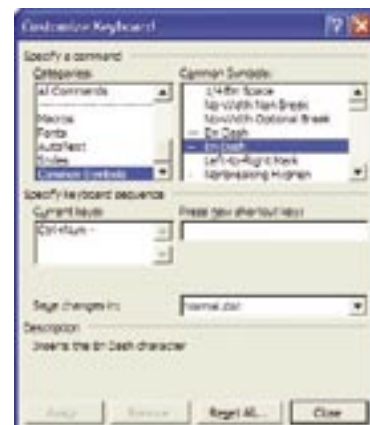 Customize Keyboard
Specify a command
Categories:
All Commands
Macros
Fonts
AutoText
Styles
Common Symbols
Common Symbols:
1/4 Em Space
No-Width Non Break
No-Width Optional Break
— Em Dash
– En Dash
Left-to-Right Mark
- Nonbreaking Hyphen
Specify keyboard sequence
Current keys:
Ctrl+Num -
Press new shortcut key:
Save changes in:
Normal.dot
Description
Inserts the En Dash character
Assign
Remove
Reset All...
Close